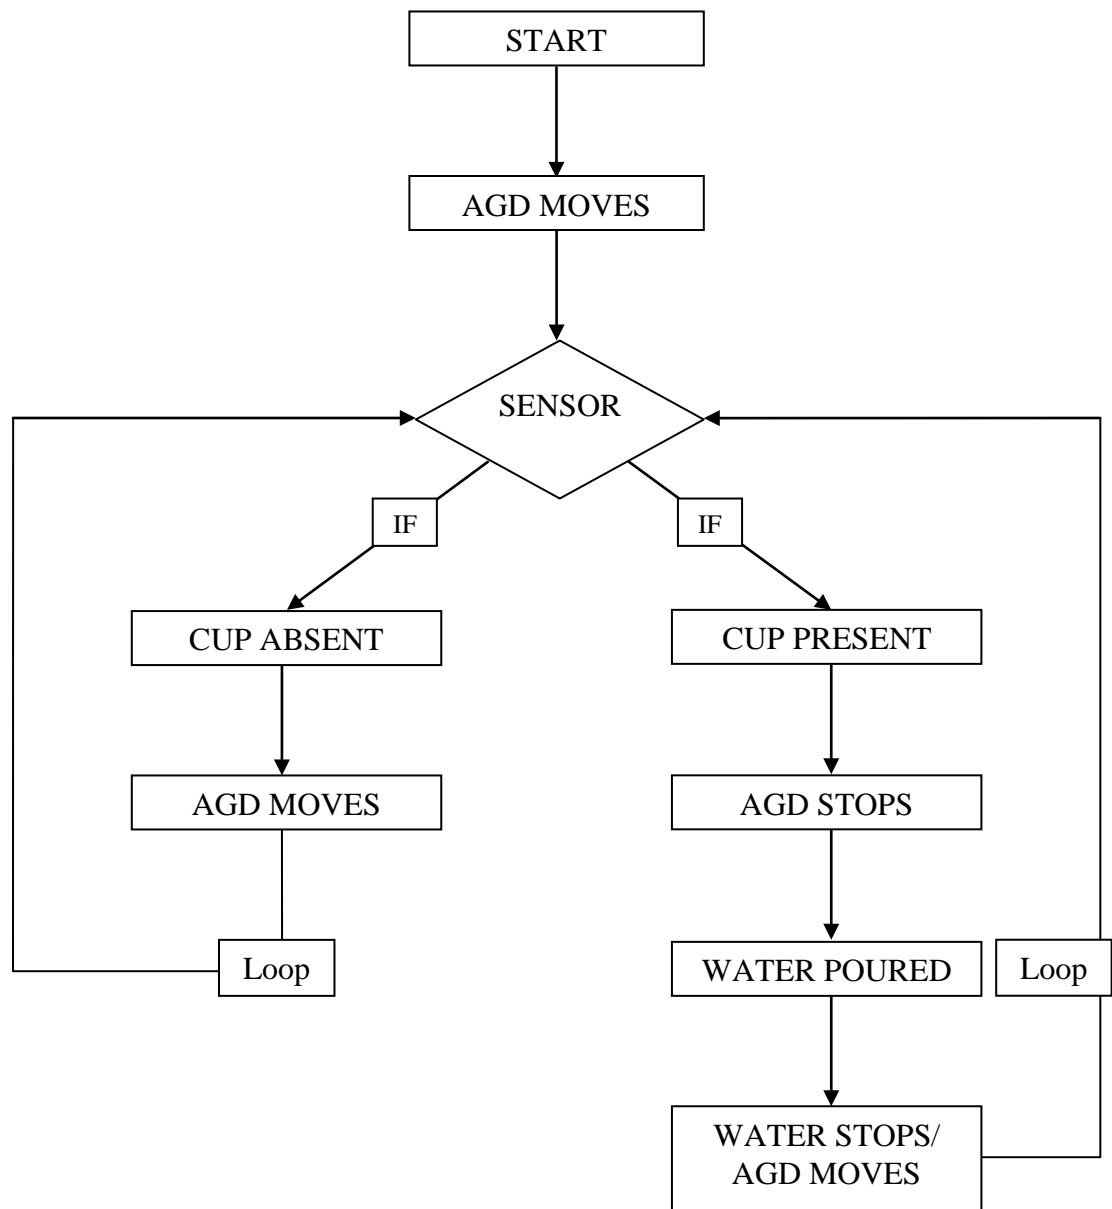 START
AGD MOVES
SENSOR
IF
IF
CUP ABSENT
CUP PRESENT
AGD MOVES
AGD STOPS
Loop
WATER POURED
Loop
WATER STOPS/
AGD MOVES